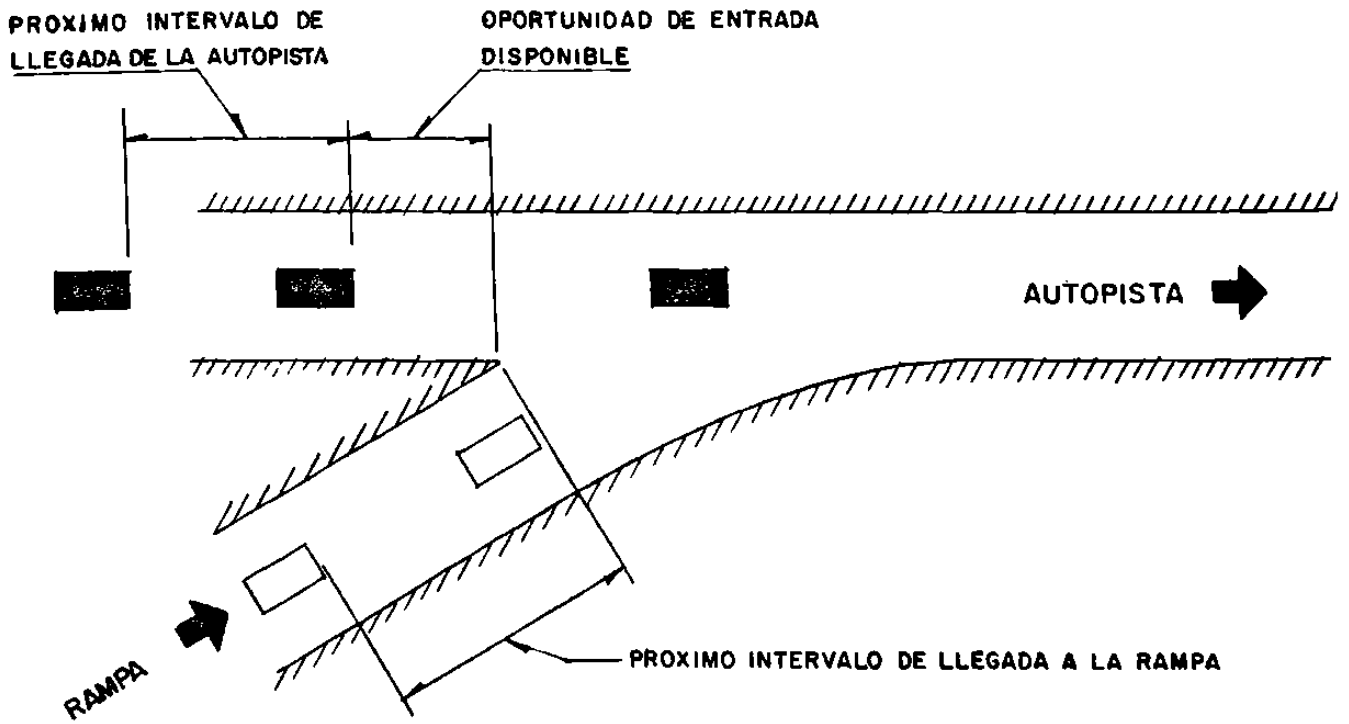 PROXIMO INTERVALO DE
LLEGADA DE LA AUTOPISTA
OPORTUNIDAD DE ENTRADA
DISPONIBLE
AUTOPISTA
PROXIMO INTERVALO DE LLEGADA A LA RAMPA
RAMPA